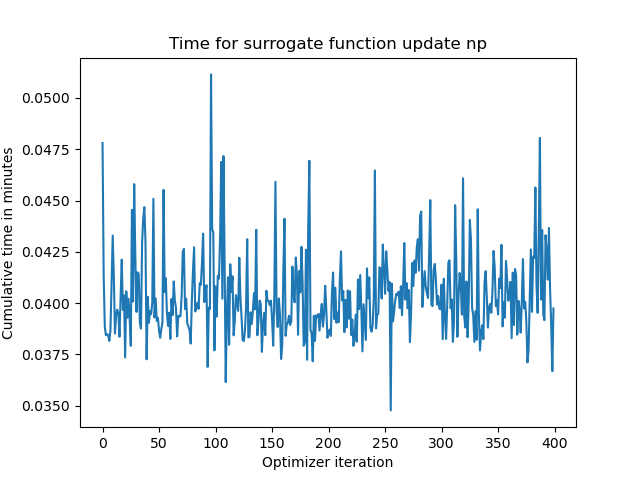 Time for surrogate function update np
0.0500
0.0475
0.0450
0.0425
0.0400
0.0375
0.0350
Cumulative time in minutes
0 50 100 150 200 250 300 350 400
Optimizer iteration